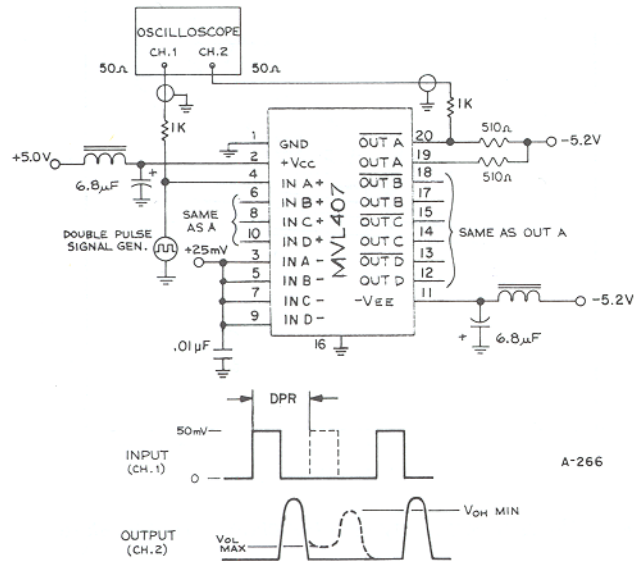 OSCILLOSCOPE
CH.1 CH.2
50Ω 50Ω
1K 1K
+5.0V
6.8μF
+
DOUBLE PULSE
SIGNAL GEN.
SAME
AS A
+25mV
.01μF
1 GND
2 +Vcc
4 IN A+
6 IN B+
8 IN C+
10 IN D+
3 IN A-
5 IN B-
7 IN C-
9 IN D-
16
MVL407
OUT A 20
OUT A 19
OUT B 18
OUT B 17
OUT C 15
OUT C 14
OUT D 13
OUT D 12
-VEE 11
510Ω
510Ω
-5.2V
SAME AS OUT A
-5.2V
+
6.8μF
DPR
50mV
0
INPUT
(CH.1)
A-266
OUTPUT
(CH.2)
VOL
MAX
VOH MIN